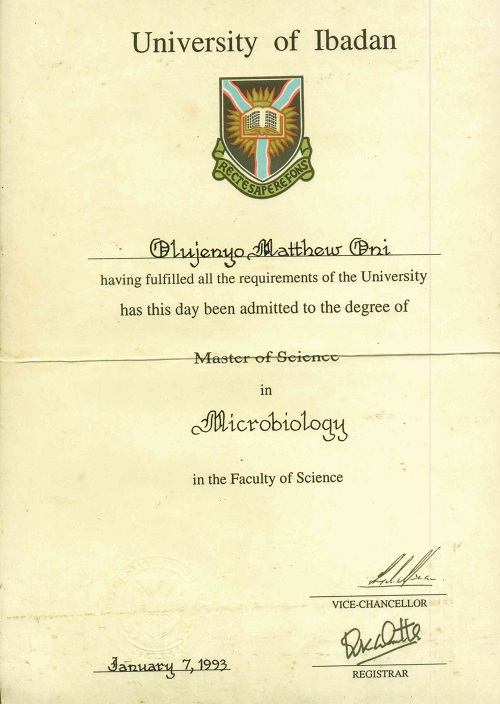 University of Ibadan
RECTE SAPERE FONS
Olujenyo Matthew Oni
having fulfilled all the requirements of the University
has this day been admitted to the degree of
Master of Science
in
Microbiology
in the Faculty of Science
VICE-CHANCELLOR
January 7, 1993
REGISTRAR